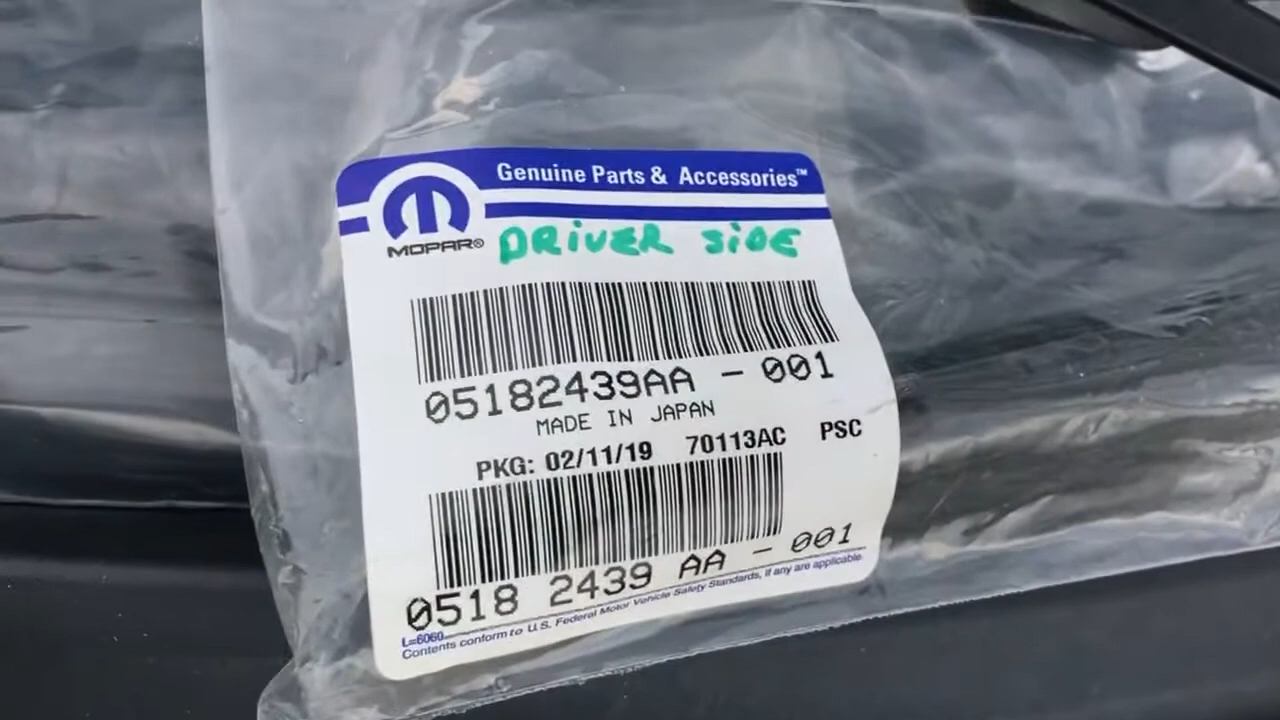 Genuine Parts & Accessories™
MOPAR®
DRiVER SiDE
05182439AA - 001
MADE IN JAPAN
PKG: 02/11/19 70113AC PSC
0518 2439 AA - 001
L=6060
Contents conform to U.S. Federal Motor Vehicle Safety Standards, if any are applicable.